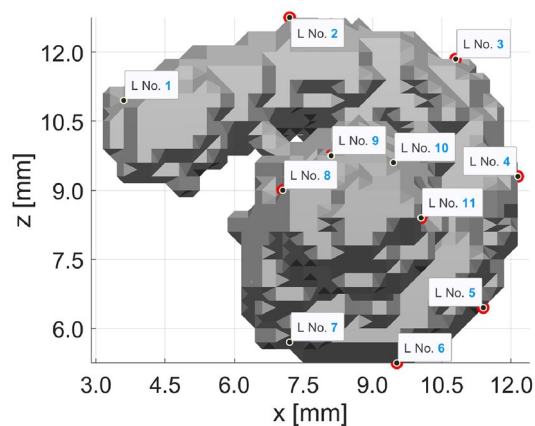 12.0
10.5
9.0
7.5
6.0
z [mm]
L No. 2
L No. 3
L No. 1
L No. 9
L No. 10
L No. 8
L No. 4
L No. 11
L No. 5
L No. 7
L No. 6
3.0 4.5 6.0 7.5 9.0 10.5 12.0
x [mm]